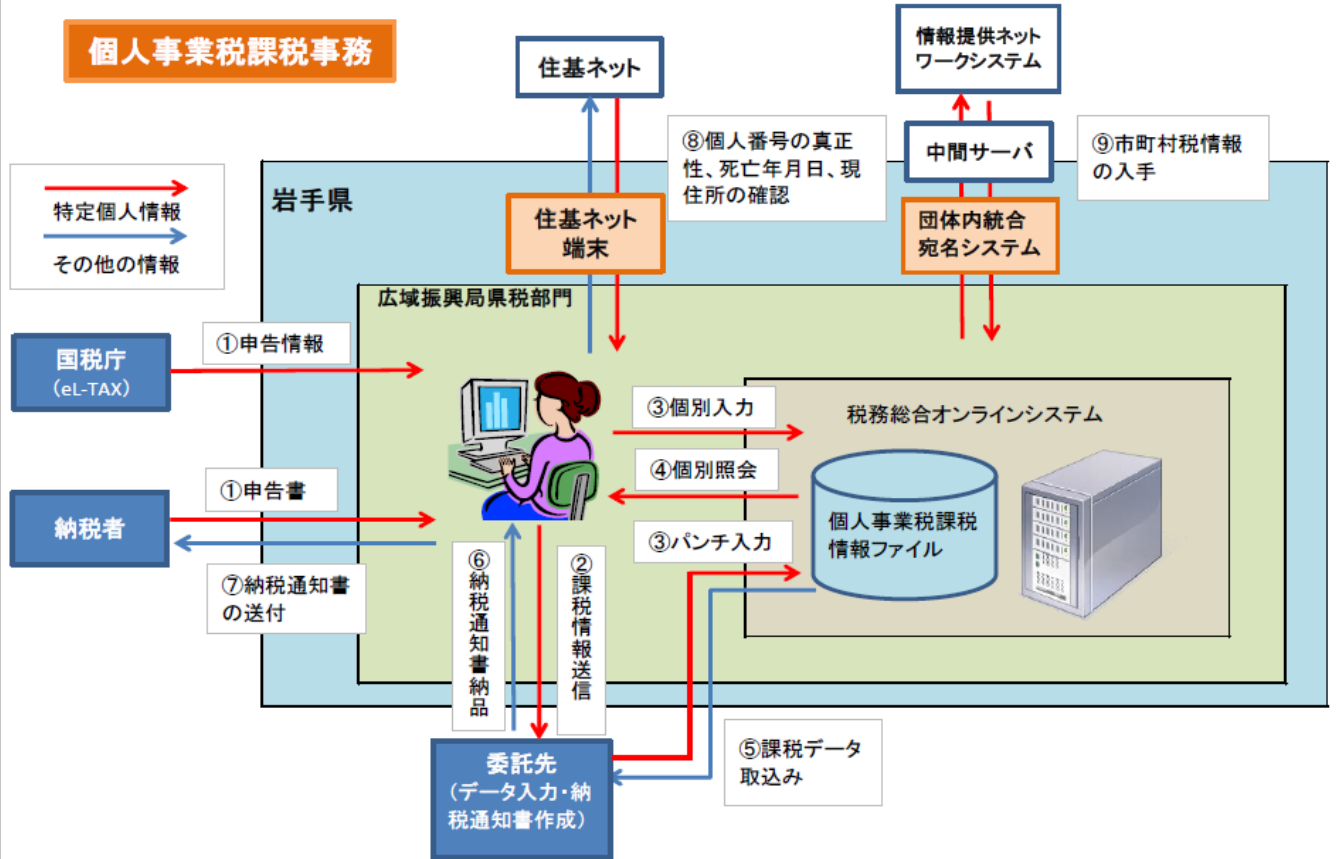 個人事業税課税事務
住基ネット
情報提供ネット
ワークシステム
⑧個人番号の真正
性、死亡年月日、現
住所の確認
中間サーバ
⑨市町村税情報
の入手
特定個人情報
その他の情報
岩手県
住基ネット
端末
団体内統合
宛名システム
広域振興局県税部門
国税庁
(eL-TAX)
①申告情報
③個別入力
税務総合オンラインシステム
④個別照会
納税者
①申告書
個人事業税課税
情報ファイル
③パンチ入力
⑦納税通知書
の送付
⑥納税通知書納品
②課税情報送信
委託先
(データ入力・納
税通知書作成)
⑤課税データ
取込み